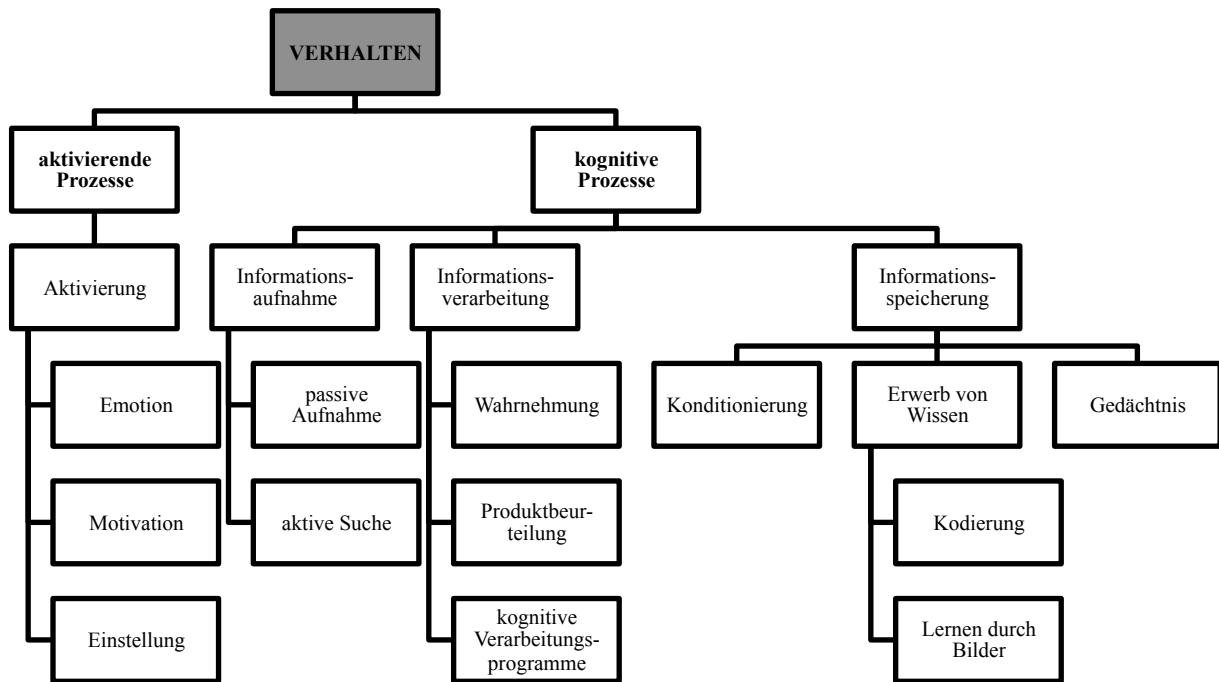 VERHALTEN
aktivierende
Prozesse
kognitive
Prozesse
Aktivierung
Informations-
aufnahme
Informations-
verarbeitung
Informations-
speicherung
Emotion
passive
Aufnahme
Wahrnehmung
Konditionierung
Erwerb von
Wissen
Gedächtnis
Motivation
aktive Suche
Produktbeur-
teilung
Kodierung
Einstellung
kognitive
Verarbeitungs-
programme
Lernen durch
Bilder